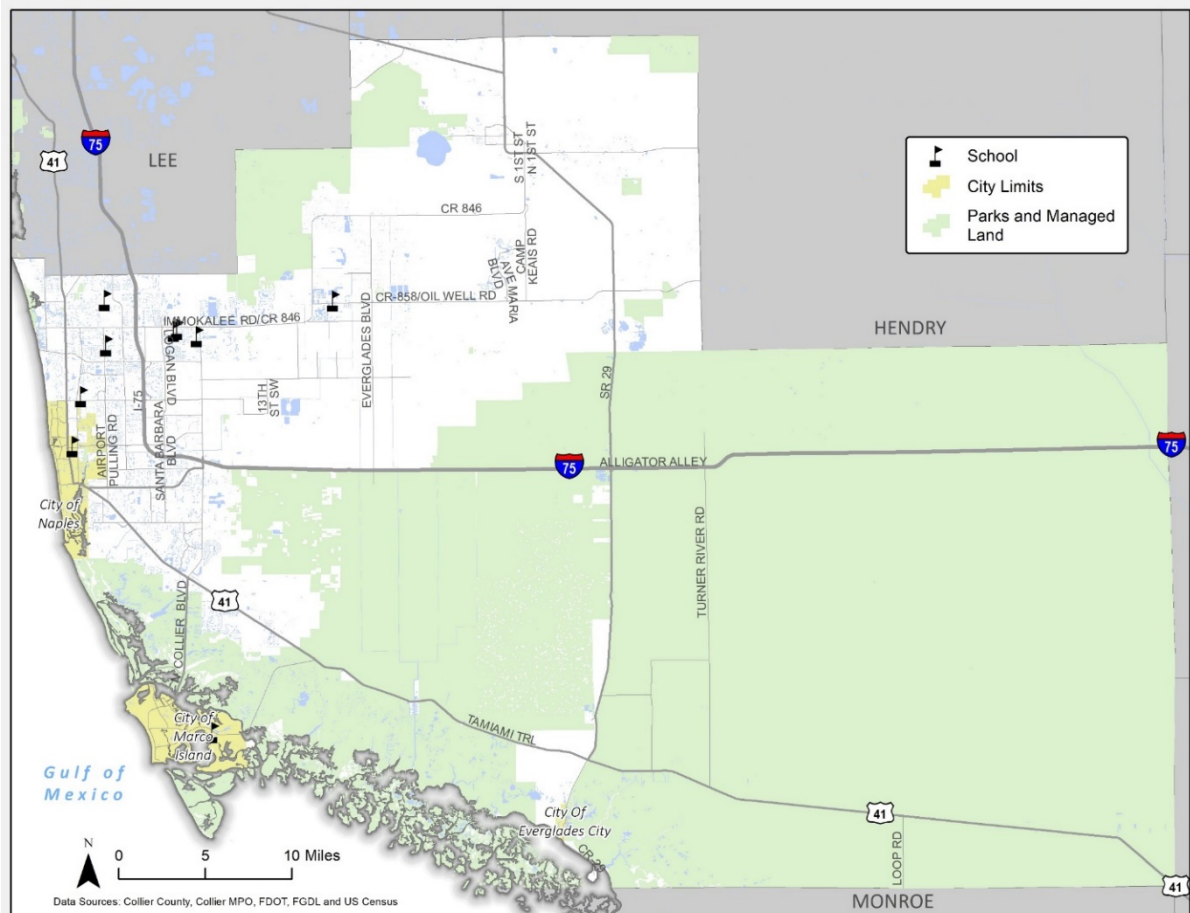 75
41
LEE
S 1ST ST
N 1ST ST
School
City Limits
Parks and Managed
Land
CR 846
CAMP
KEAIS RD
AVE MARIA
BLVD
CR-858/OIL WELL RD
IMMOKALEE RD/CR 846
LOGAN BLVD
EVERGLADES BLVD
HENDRY
13TH
ST SW
I-75
SR 29
AIRPORT
PULLING RD
SANTA BARBARA
BLVD
75
ALLIGATOR ALLEY
75
City of
Naples
TURNER RIVER RD
41
N COLLIER BLVD
City of
Marco
Island
TAMIAMI TRL
Gulf of
Mexico
City Of
Everglades City
41
CR 29
LOOP RD
41
N
0 5 10 Miles
Data Sources: Collier County, Collier MPO, FDOT, FGDL and US Census
MONROE